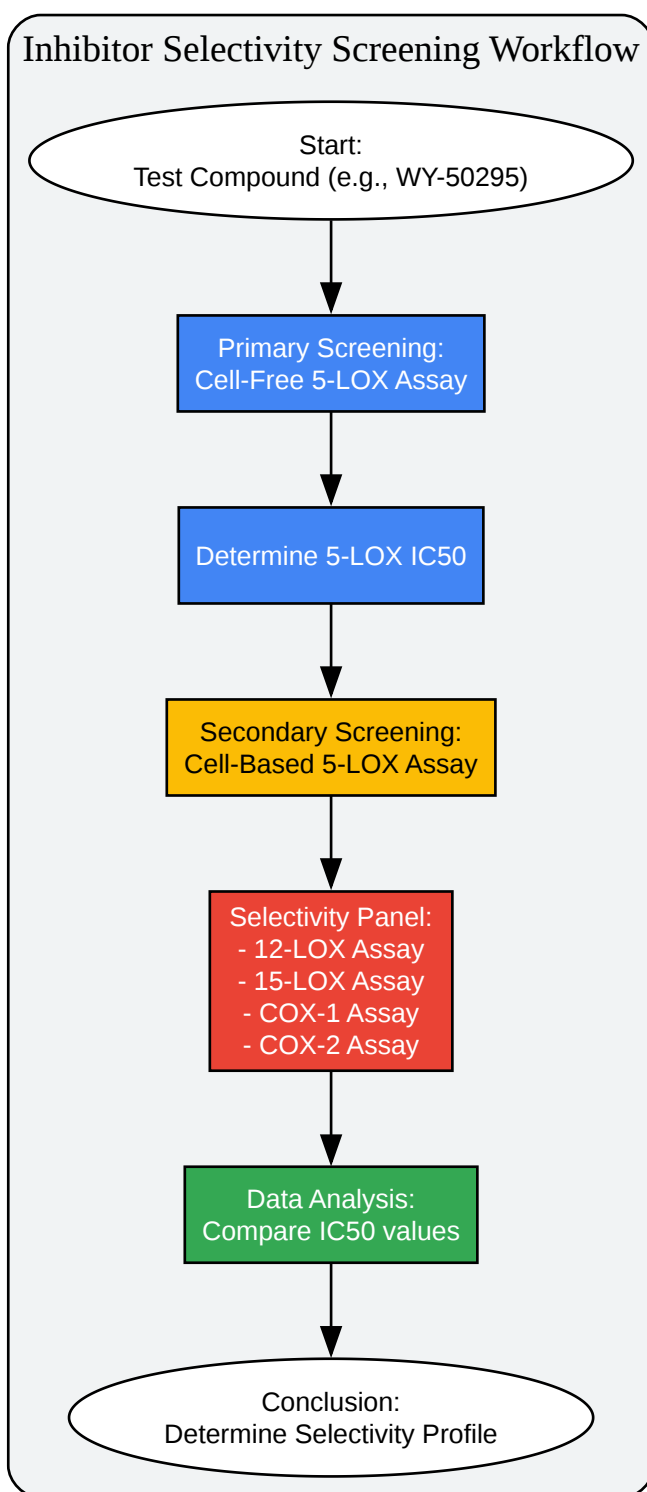 Inhibitor Selectivity Screening Workflow
Start:
Test Compound (e.g., WY-50295)
Primary Screening:
Cell-Free 5-LOX Assay
Determine 5-LOX IC50
Secondary Screening:
Cell-Based 5-LOX Assay
Selectivity Panel:
- 12-LOX Assay
- 15-LOX Assay
- COX-1 Assay
- COX-2 Assay
Data Analysis:
Compare IC50 values
Conclusion:
Determine Selectivity Profile